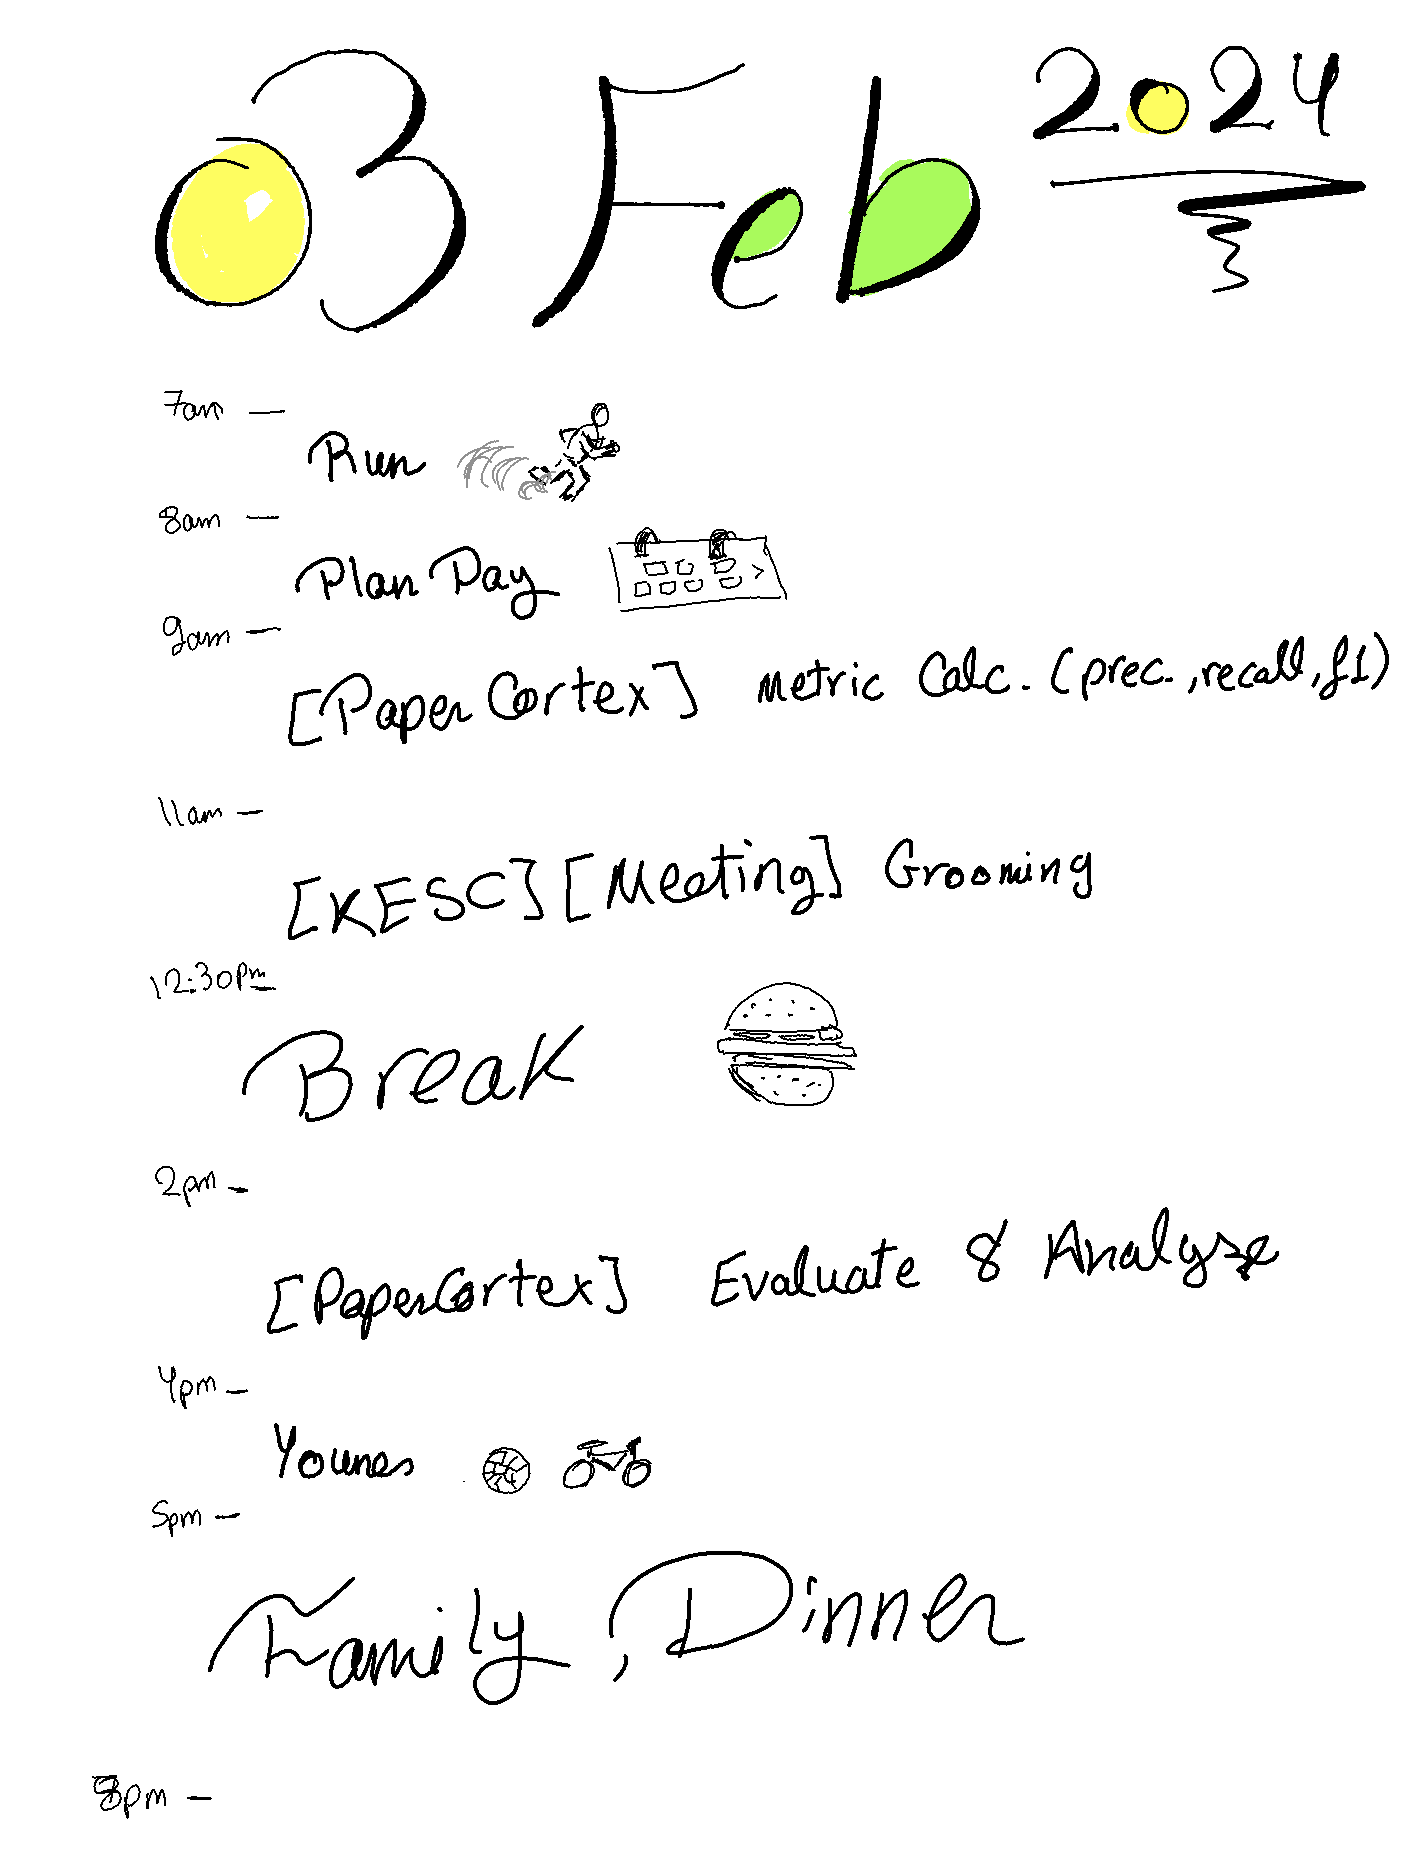 03 Feb 2024
7am –
Run
8am –
Plan Day
9am –
[PaperCortex] Metric Calc. (prec., recall, f1)
11am –
[KESC] [Meeting] Grooming
12:30pm –
Break
2pm –
[PaperCortex] Evaluate & Analyze
4pm –
Younes
5pm –
Family, Dinner
8pm –